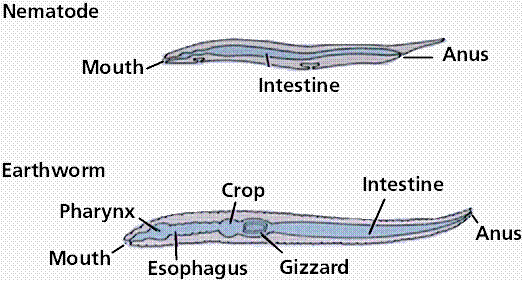 Nematode
Mouth
Intestine
Anus
Earthworm
Pharynx
Crop
Intestine
Mouth
Esophagus
Gizzard
Anus